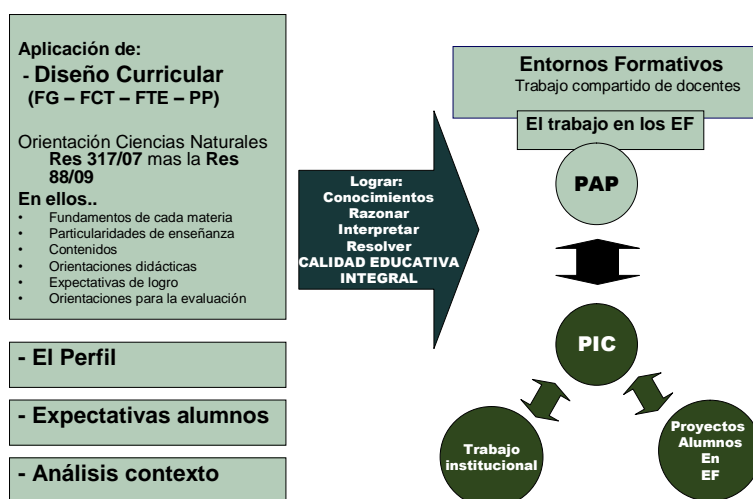 Aplicación de:
- Diseño Curricular
(FG – FCT – FTE – PP)
Orientación Ciencias Naturales
Res 317/07 mas la Res
88/09
En ellos..
• Fundamentos de cada materia
• Particularidades de enseñanza
• Contenidos
• Orientaciones didácticas
• Expectativas de logro
• Orientaciones para la evaluación
- El Perfil
- Expectativas alumnos
- Análisis contexto
Lograr:
Conocimientos
Razonar
Interpretar
Resolver
CALIDAD EDUCATIVA
INTEGRAL
Entornos Formativos
Trabajo compartido de docentes
El trabajo en los EF
PAP
PIC
Trabajo
institucional
Proyectos
Alumnos
En
EF